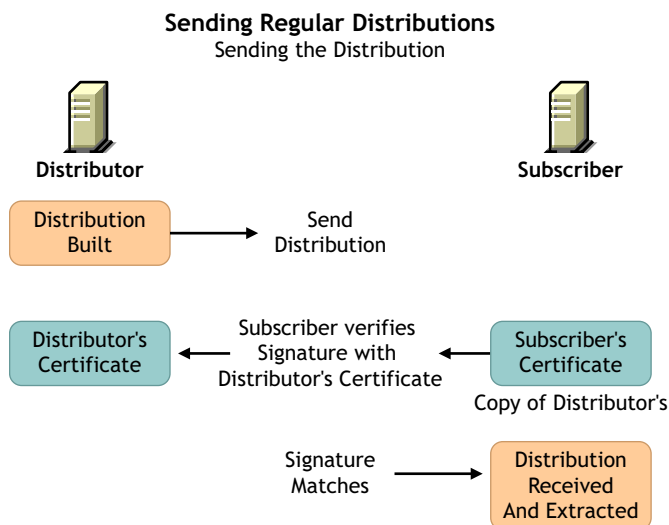 Sending Regular Distributions
Sending the Distribution
Distributor
Subscriber
Distribution
Built
Send
Distribution
Distributor's
Certificate
Subscriber verifies
Signature with
Distributor's Certificate
Subscriber's
Certificate
Copy of Distributor's
Signature
Matches
Distribution
Received
And Extracted